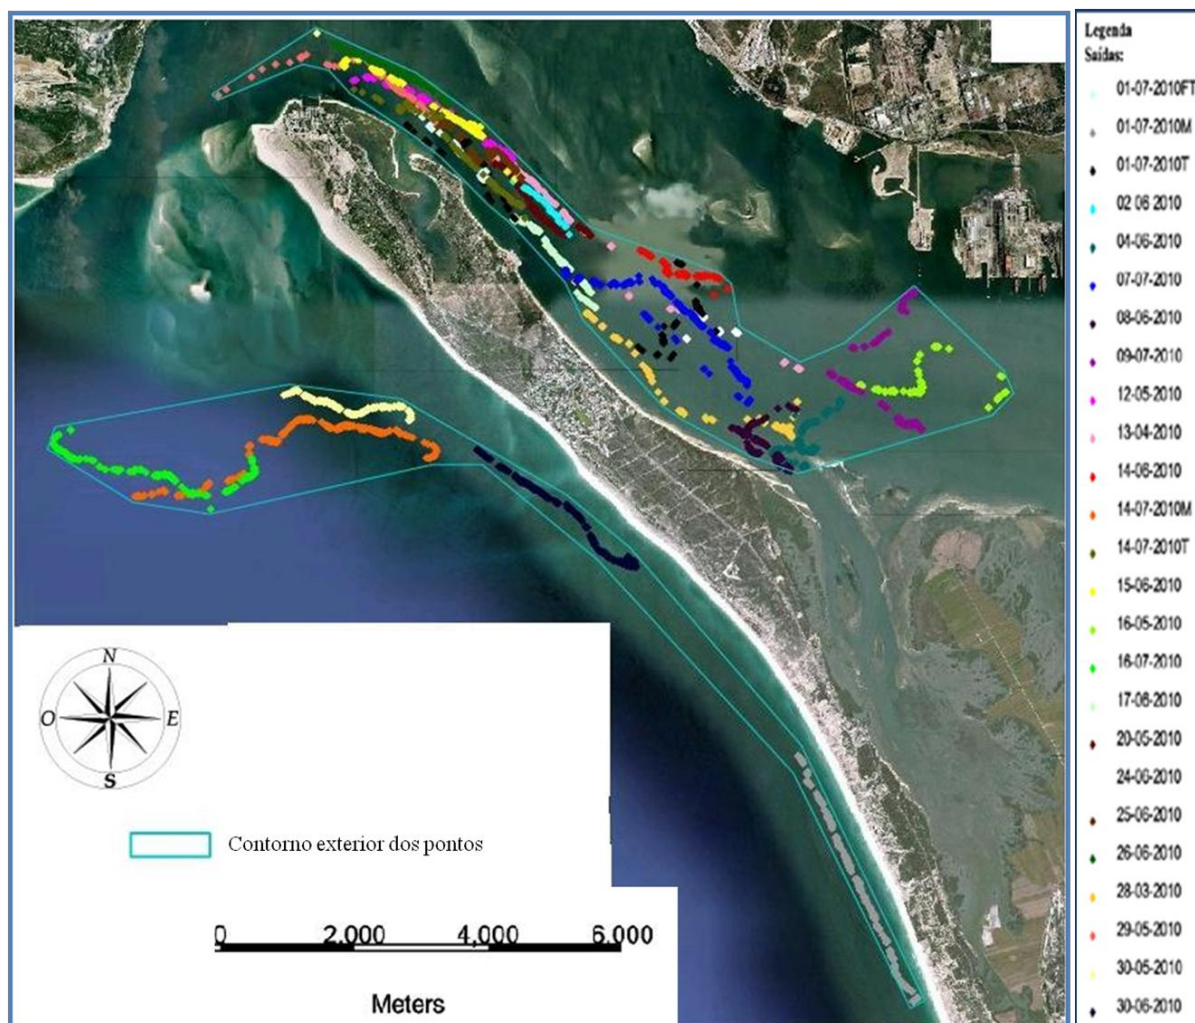 Legenda
Saídas:
01-07-2010FT
01-07-2010M
01-07-2010T
02-06-2010
04-06-2010
07-07-2010
08-06-2010
09-07-2010
12-05-2010
13-04-2010
14-06-2010
14-07-2010M
14-07-2010T
15-06-2010
16-05-2010
16-07-2010
17-06-2010
20-05-2010
24-06-2010
25-06-2010
26-06-2010
28-03-2010
29-05-2010
30-05-2010
30-06-2010
N
O E
S
Contorno exterior dos pontos
0 2,000 4,000 6,000
Meters